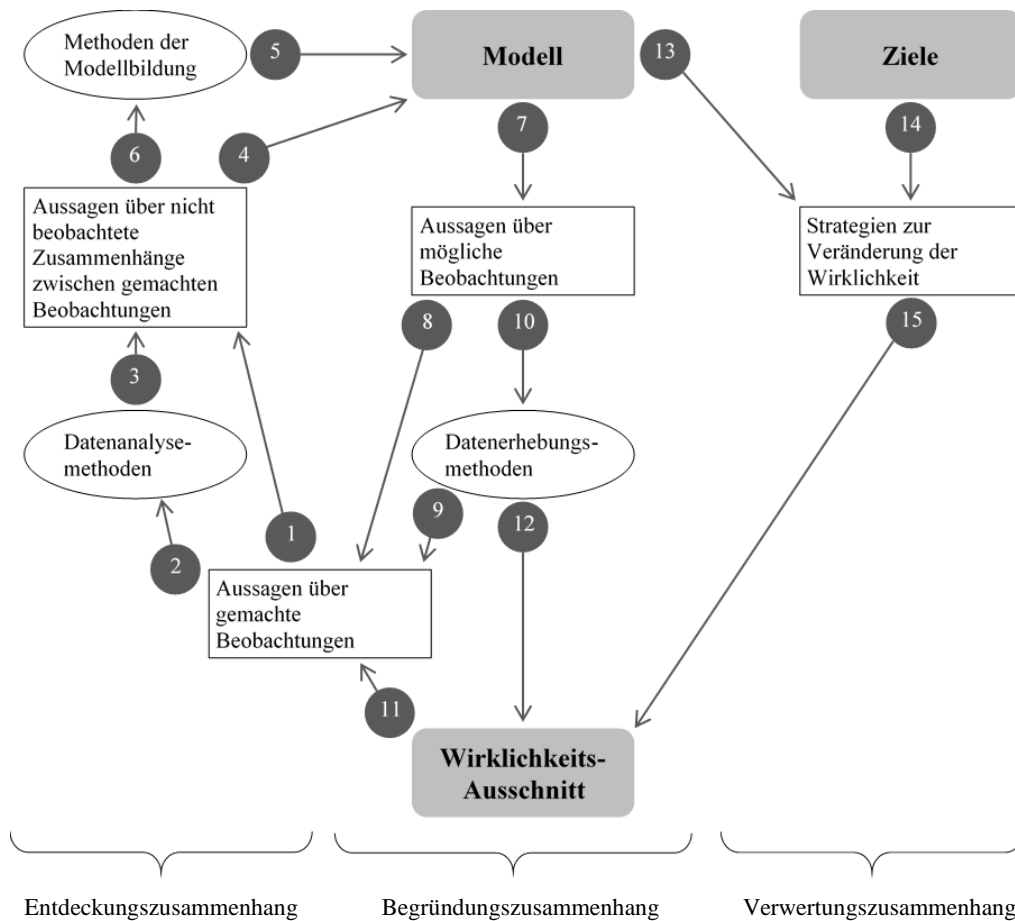 Methoden der
Modellbildung
5
Modell
13
Ziele
6
4
7
14
Aussagen über nicht
beobachtete
Zusammenhänge
zwischen gemachten
Beobachtungen
Aussagen über
mögliche
Beobachtungen
Strategien zur
Veränderung der
Wirklichkeit
3
8
10
15
Datenanalyse-
methoden
Datenerhebungs-
methoden
2
1
9
12
Aussagen über
gemachte
Beobachtungen
11
Wirklichkeits-
Ausschnitt
Entdeckungszusammenhang
Begründungszusammenhang
Verwertungszusammenhang